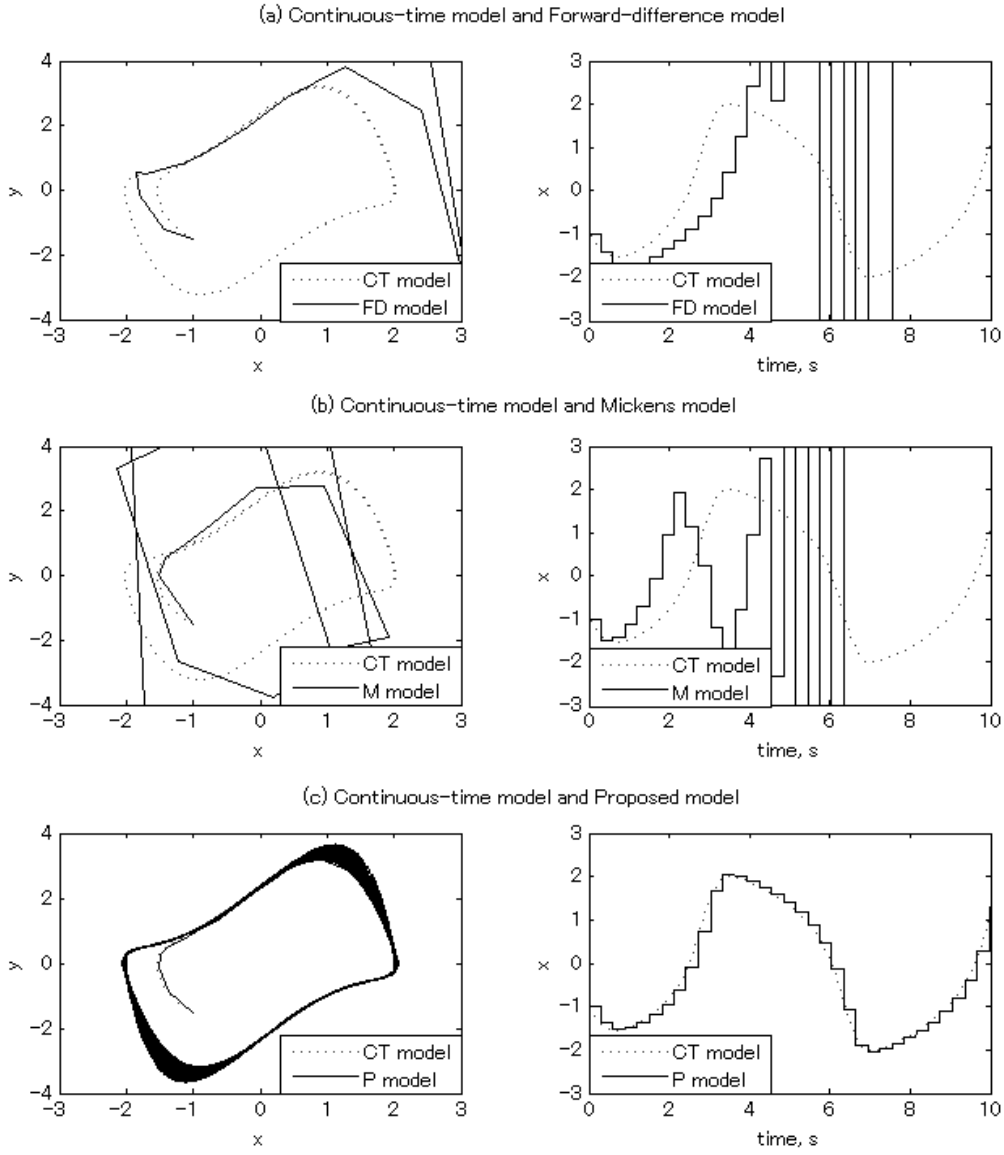 (a) Continuous-time model and Forward-difference model
4
2
0
−2
−4
y
−3 −2 −1 0 1 2 3
x
CT model
FD model
3
2
1
0
−1
−2
−3
x
0 2 4 6 8 10
time, s
CT model
FD model
(b) Continuous-time model and Mickens model
4
2
0
−2
−4
y
−3 −2 −1 0 1 2 3
x
CT model
M model
3
2
1
0
−1
−2
−3
x
0 2 4 6 8 10
time, s
CT model
M model
(c) Continuous-time model and Proposed model
4
2
0
−2
−4
y
−3 −2 −1 0 1 2 3
x
CT model
P model
3
2
1
0
−1
−2
−3
x
0 2 4 6 8 10
time, s
CT model
P model